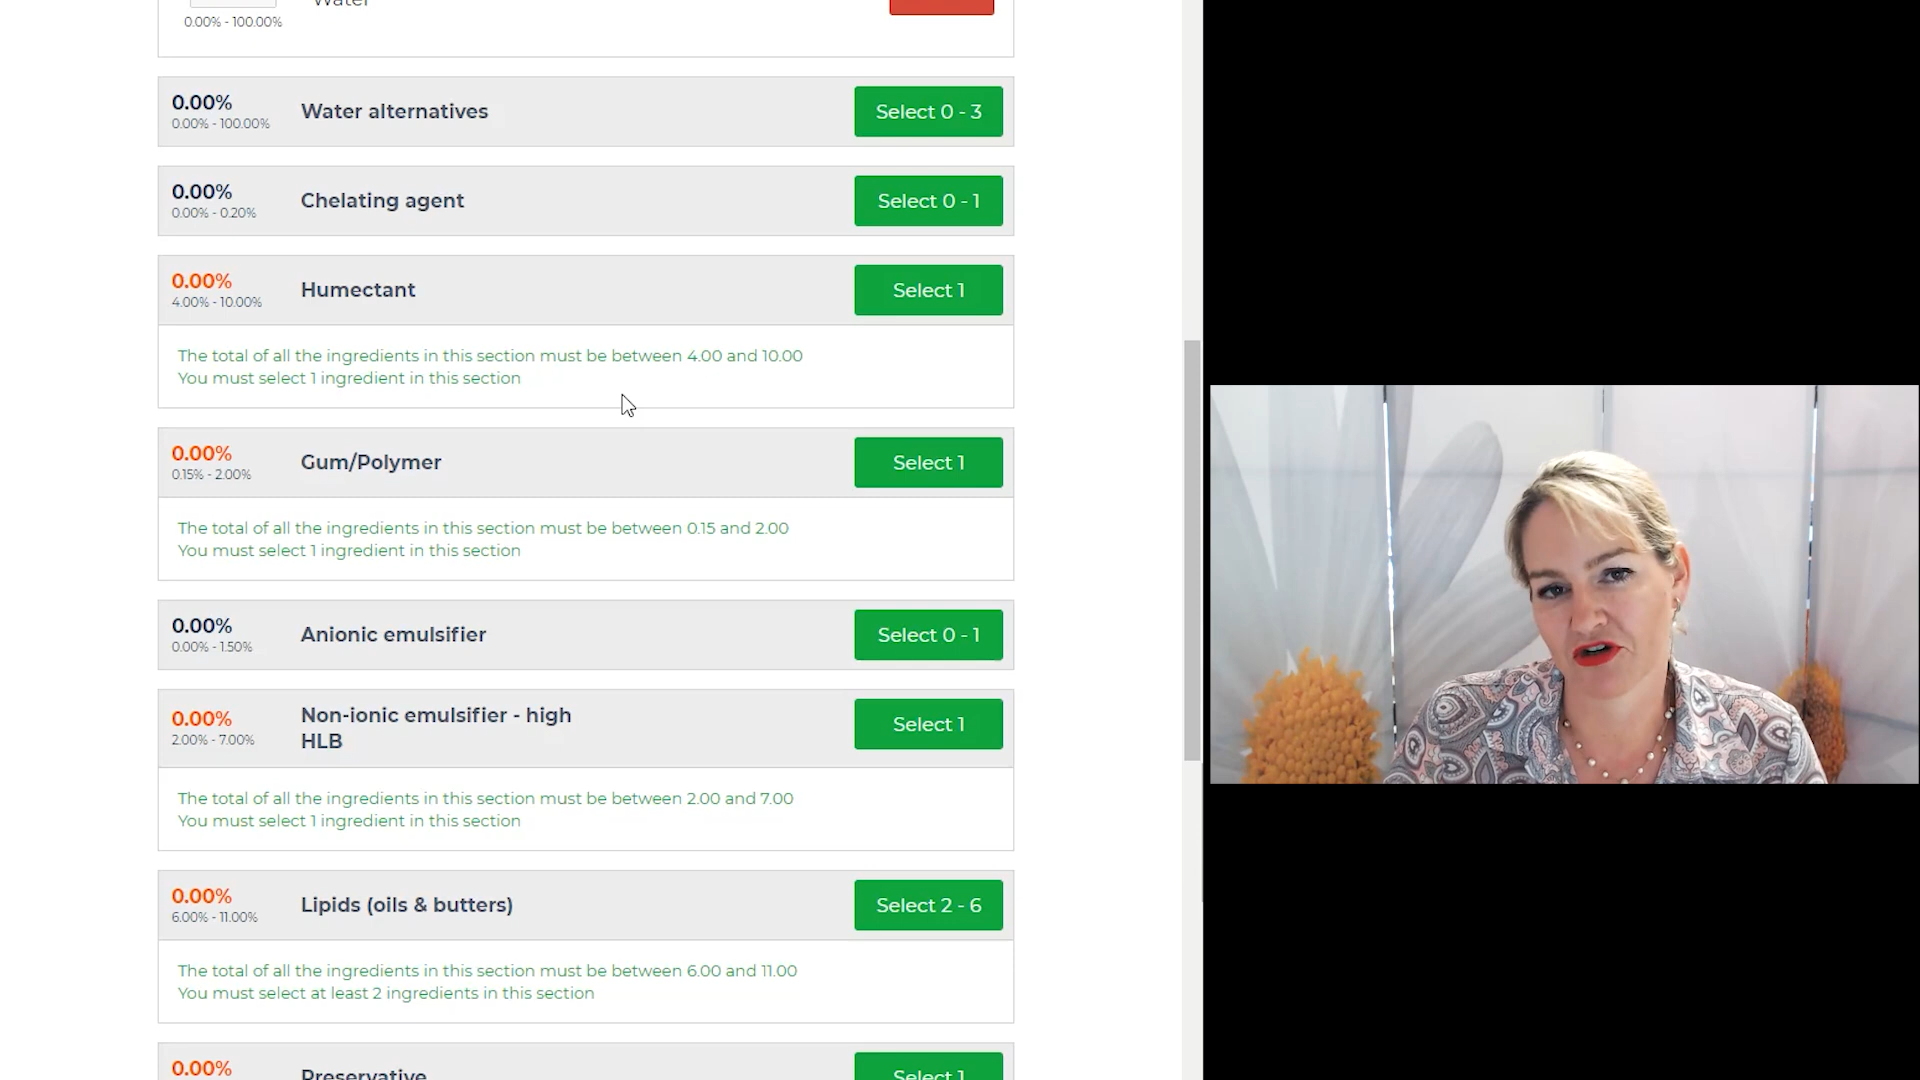 Water
0.00% - 100.00%
0.00%
0.00% - 100.00%
Water alternatives
Select 0 - 3
0.00%
0.00% - 0.20%
Chelating agent
Select 0 - 1
0.00%
4.00% - 10.00%
Humectant
Select 1
The total of all the ingredients in this section must be between 4.00 and 10.00
You must select 1 ingredient in this section
0.00%
0.15% - 2.00%
Gum/Polymer
Select 1
The total of all the ingredients in this section must be between 0.15 and 2.00
You must select 1 ingredient in this section
0.00%
0.00% - 1.50%
Anionic emulsifier
Select 0 - 1
0.00%
2.00% - 7.00%
Non-ionic emulsifier - high
HLB
Select 1
The total of all the ingredients in this section must be between 2.00 and 7.00
You must select 1 ingredient in this section
0.00%
6.00% - 11.00%
Lipids (oils & butters)
Select 2 - 6
The total of all the ingredients in this section must be between 6.00 and 11.00
You must select at least 2 ingredients in this section
0.00%
Preservative
Select 1